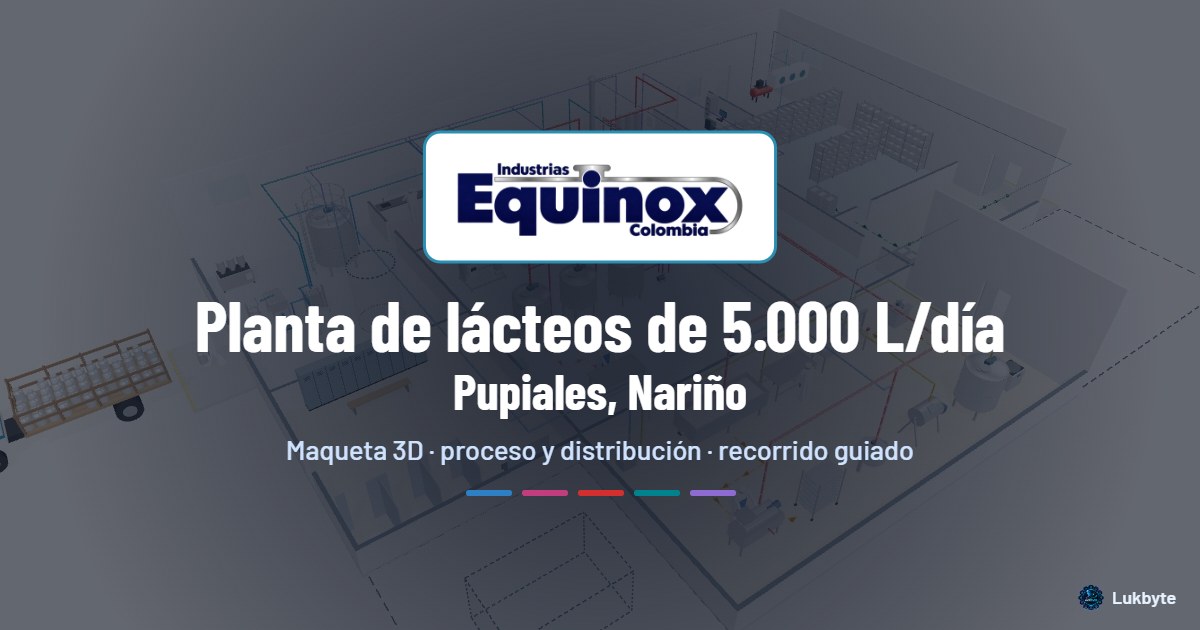 Industrias
Equinox
Colombia
Planta de lácteos de 5.000 L/día
Pupiales, Nariño
Maqueta 3D · proceso y distribución · recorrido guiado
Lukbyte